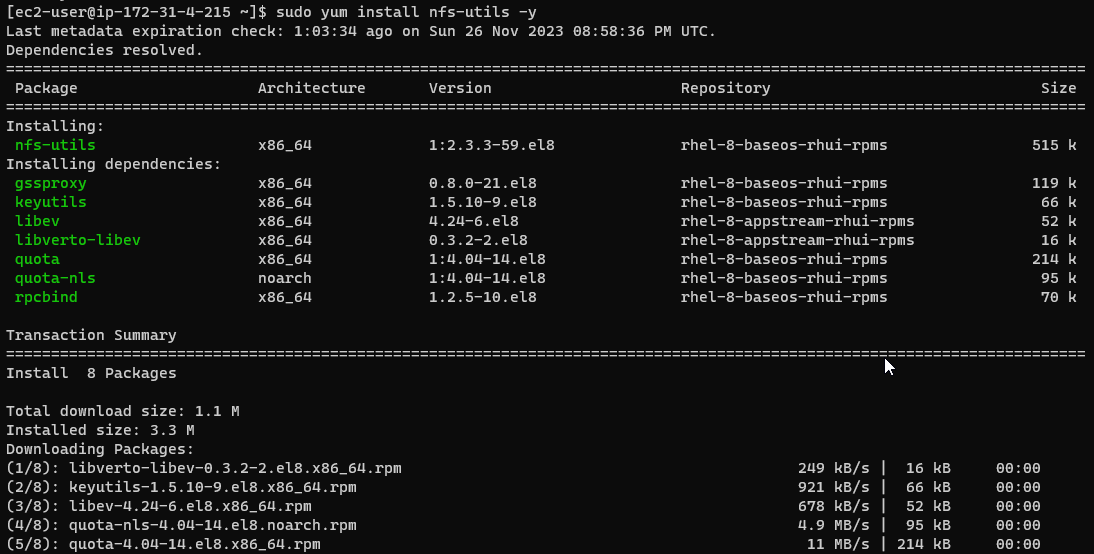 [ec2-user@ip-172-31-4-215 ~]$ sudo yum install nfs-utils -y
Last metadata expiration check: 1:03:34 ago on Sun 26 Nov 2023 08:58:36 PM UTC.
Dependencies resolved.
========================================================================================================================
Package Architecture Version Repository Size
========================================================================================================================
Installing:
nfs-utils x86_64 1:2.3.3-59.el8 rhel-8-baseos-rhui-rpms 515 k
Installing dependencies:
gssproxy x86_64 0.8.0-21.el8 rhel-8-baseos-rhui-rpms 119 k
keyutils x86_64 1.5.10-9.el8 rhel-8-baseos-rhui-rpms 66 k
libev x86_64 4.24-6.el8 rhel-8-appstream-rhui-rpms 52 k
libverto-libev x86_64 0.3.2-2.el8 rhel-8-appstream-rhui-rpms 16 k
quota x86_64 1:4.04-14.el8 rhel-8-baseos-rhui-rpms 214 k
quota-nls noarch 1:4.04-14.el8 rhel-8-baseos-rhui-rpms 95 k
rpcbind x86_64 1.2.5-10.el8 rhel-8-baseos-rhui-rpms 70 k
Transaction Summary
========================================================================================================================
Install 8 Packages
Total download size: 1.1 M
Installed size: 3.3 M
Downloading Packages:
(1/8): libverto-libev-0.3.2-2.el8.x86_64.rpm 249 kB/s | 16 kB 00:00
(2/8): keyutils-1.5.10-9.el8.x86_64.rpm 921 kB/s | 66 kB 00:00
(3/8): libev-4.24-6.el8.x86_64.rpm 678 kB/s | 52 kB 00:00
(4/8): quota-nls-4.04-14.el8.noarch.rpm 4.9 MB/s | 95 kB 00:00
(5/8): quota-4.04-14.el8.x86_64.rpm 11 MB/s | 214 kB 00:00